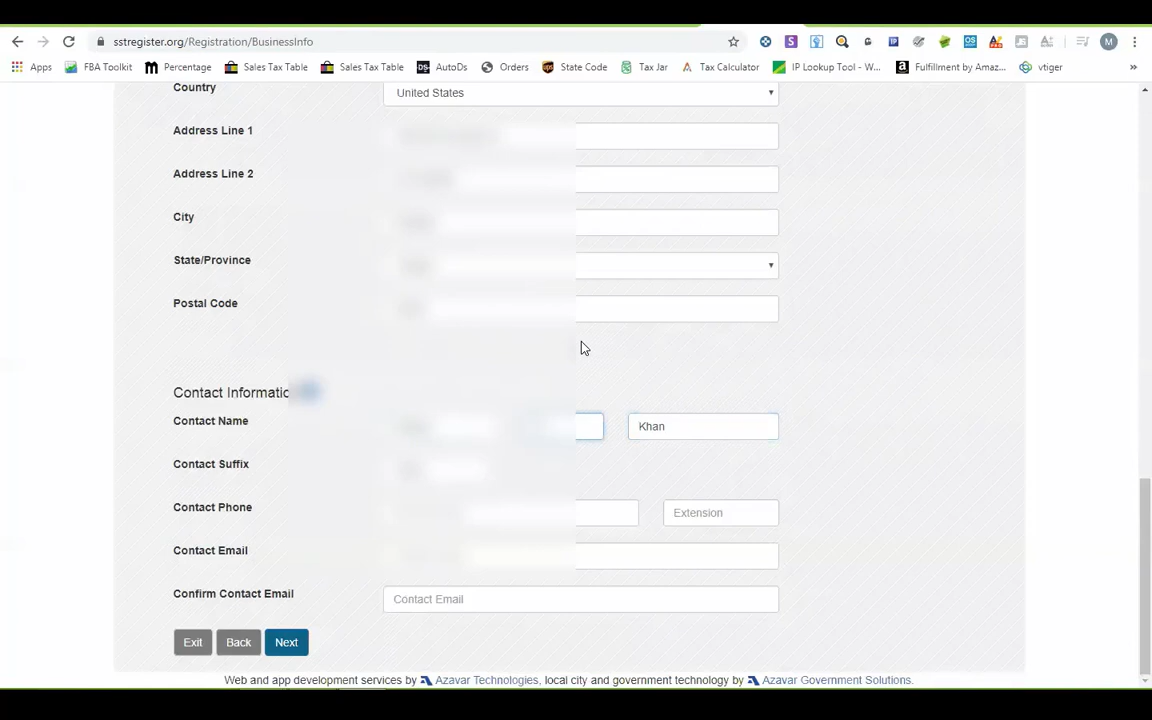 sstregister.org/Registration/BusinessInfo
Apps FBA Toolkit Percentage Sales Tax Table Sales Tax Table AutoDs Orders State Code Tax Jar Tax Calculator IP Lookup Tool - W... Fulfillment by Amaz... vtiger »
Country United States
Address Line 1
Address Line 2
City
State/Province
Postal Code
Contact Informatio
Contact Name Khan
Contact Suffix
Contact Phone Extension
Contact Email
Confirm Contact Email Contact Email
Exit Back Next
Web and app development services by Azavar Technologies, local city and government technology by Azavar Government Solutions.